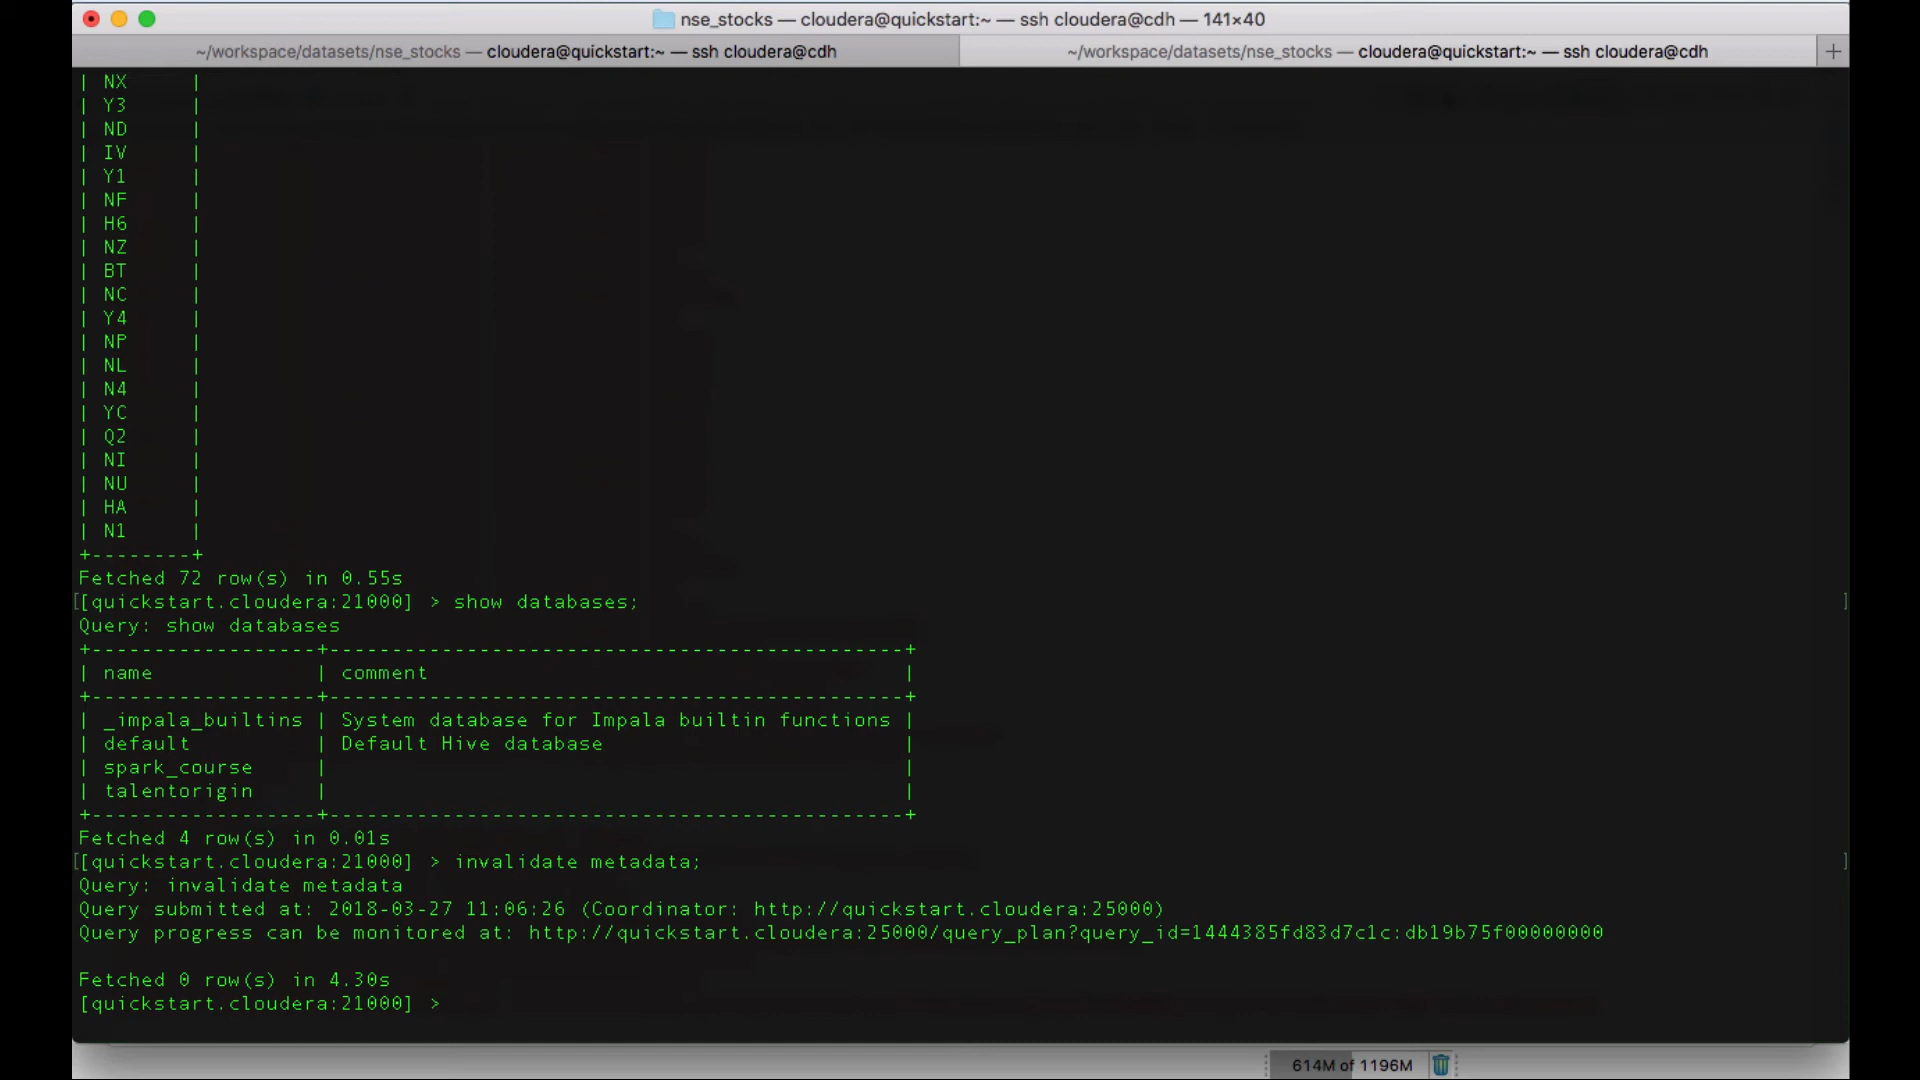 nse_stocks — cloudera@quickstart:~ — ssh cloudera@cdh — 141×40
~/workspace/datasets/nse_stocks — cloudera@quickstart:~ — ssh cloudera@cdh
~/workspace/datasets/nse_stocks — cloudera@quickstart:~ — ssh cloudera@cdh +
| NX     |
| Y3     |
| ND     |
| IV     |
| Y1     |
| NF     |
| H6     |
| NZ     |
| BT     |
| NC     |
| Y4     |
| NP     |
| NL     |
| N4     |
| YC     |
| Q2     |
| NI     |
| NU     |
| HA     |
| N1     |
+--------+
Fetched 72 row(s) in 0.55s
[[quickstart.cloudera:21000] > show databases; ]
Query: show databases
+------------------+----------------------------------------------+
| name             | comment                                      |
+------------------+----------------------------------------------+
| _impala_builtins | System database for Impala builtin functions |
| default          | Default Hive database                        |
| spark_course     |                                              |
| talentorigin     |                                              |
+------------------+----------------------------------------------+
Fetched 4 row(s) in 0.01s
[[quickstart.cloudera:21000] > invalidate metadata; ]
Query: invalidate metadata
Query submitted at: 2018-03-27 11:06:26 (Coordinator: http://quickstart.cloudera:25000)
Query progress can be monitored at: http://quickstart.cloudera:25000/query_plan?query_id=1444385fd83d7c1c:db19b75f00000000
Fetched 0 row(s) in 4.30s
[quickstart.cloudera:21000] >
614M of 1196M